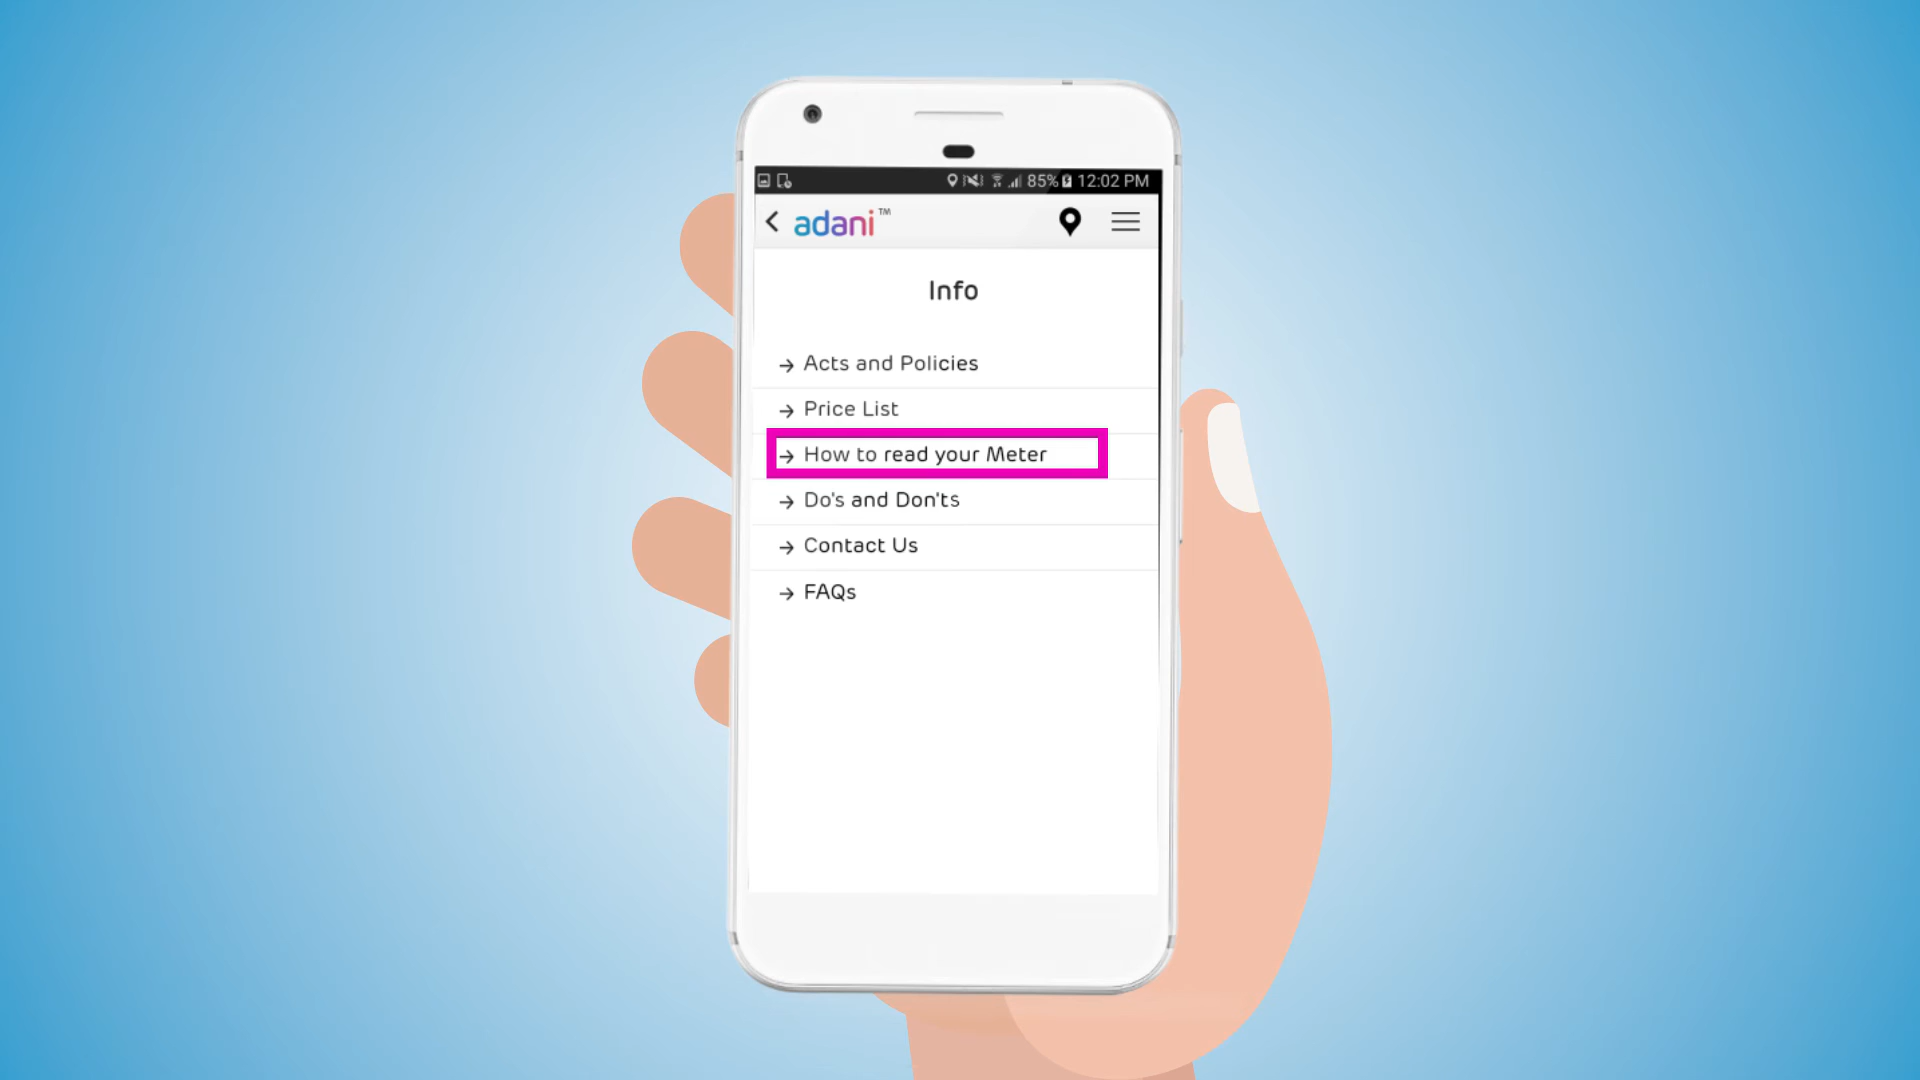 85% 12:02 PM
adani™
Info
→ Acts and Policies
→ Price List
→ How to read your Meter
→ Do's and Don'ts
→ Contact Us
→ FAQs